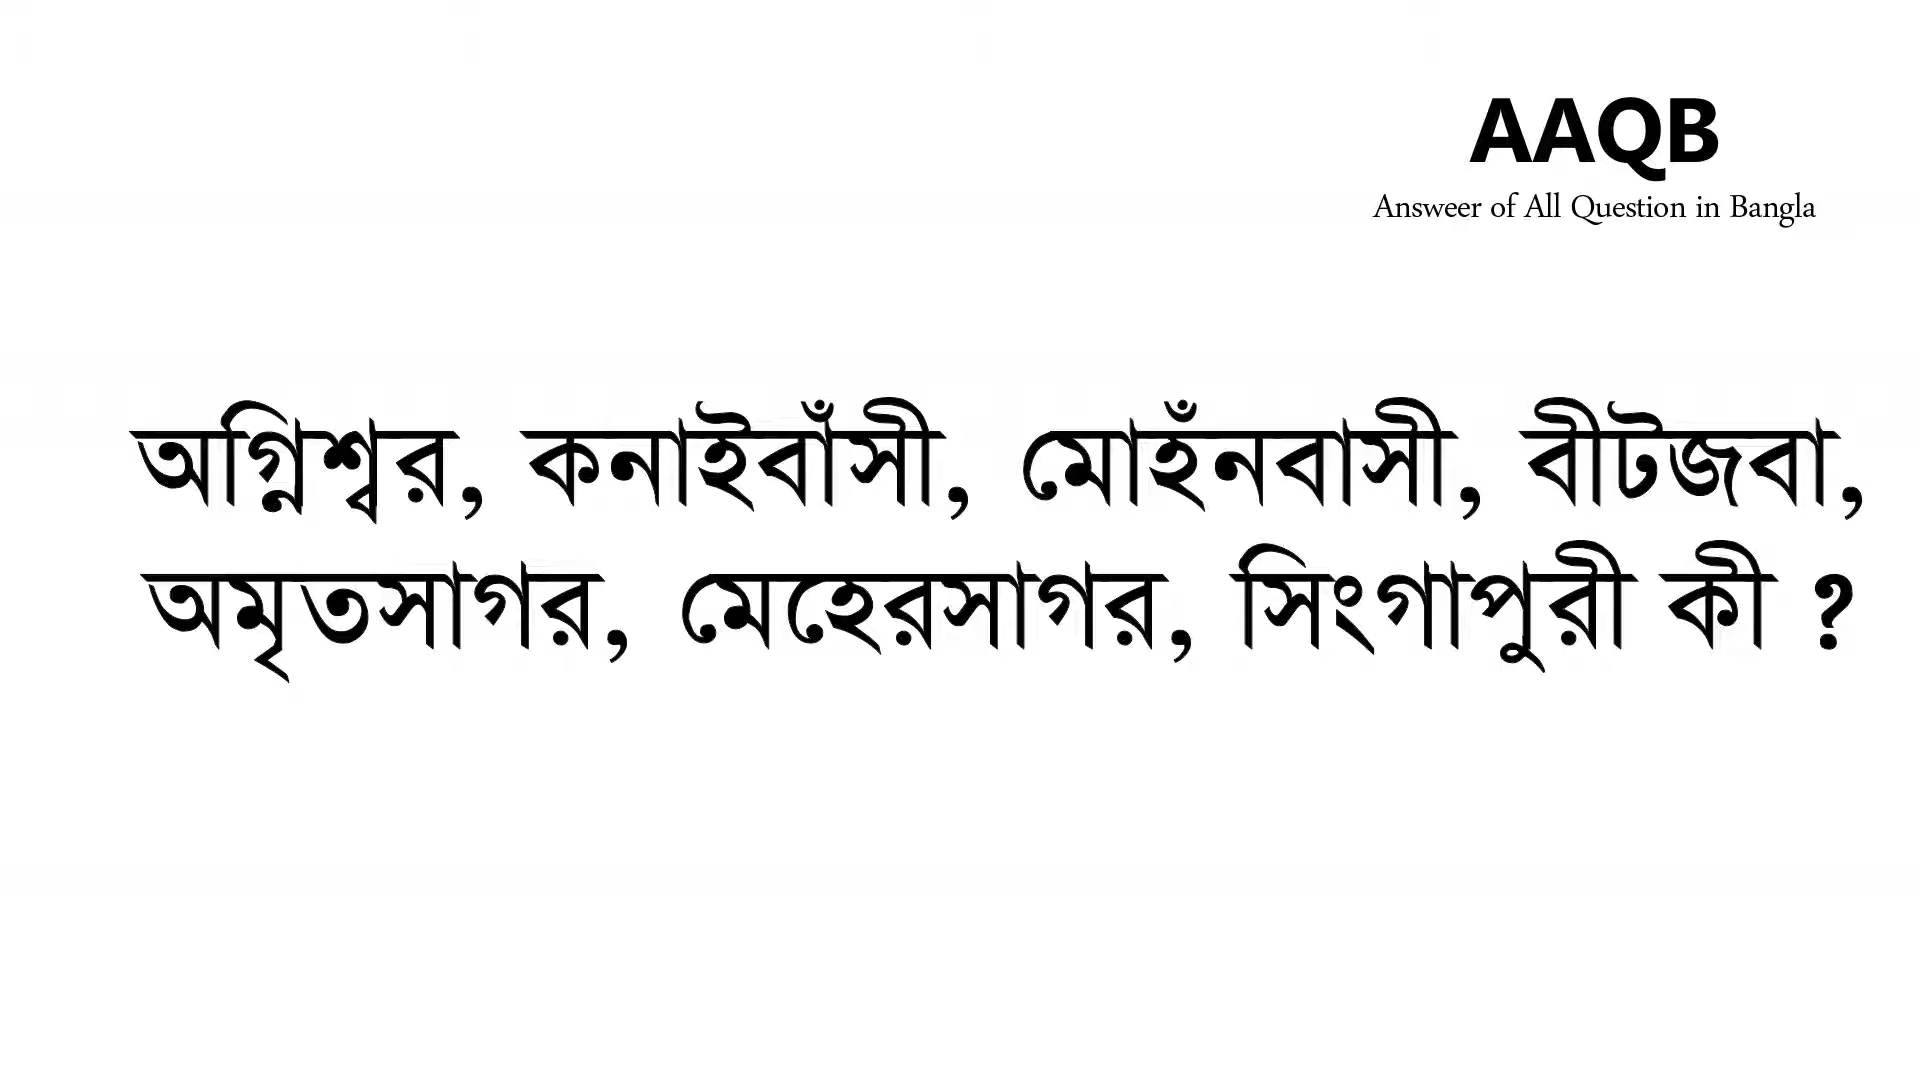 AAQB
Answeer of All Question in Bangla
অগ্নিশ্বর, কনাইবাঁসী, মোহঁনবাসী, বীটজবা,
অমৃতসাগর, মেহেরসাগর, সিংগাপুরী কী ?